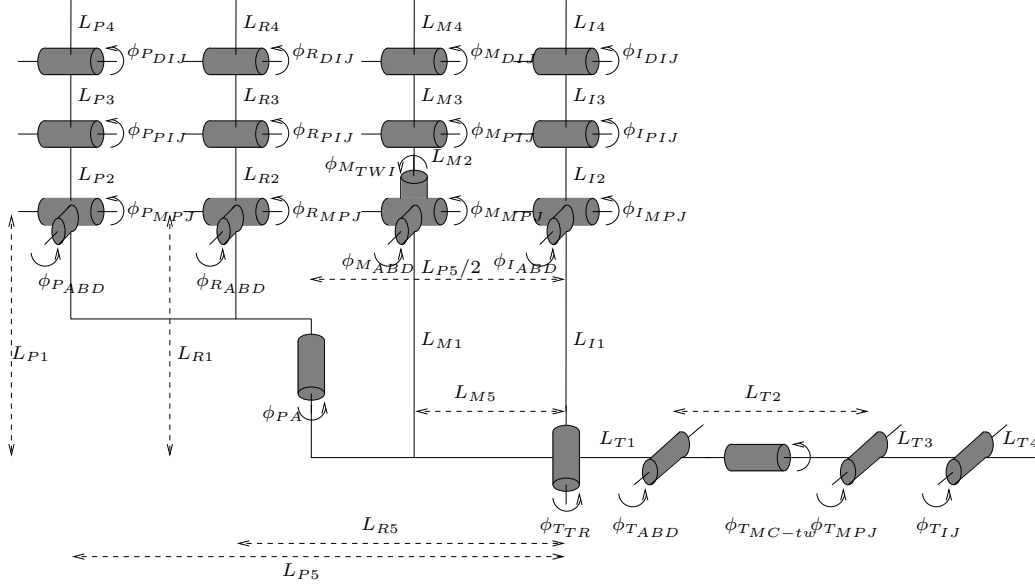 L_{P4} L_{R4} L_{M4} L_{I4}
ϕ_{P_{DIJ}} ϕ_{R_{DIJ}} ϕ_{M_{DIJ}} ϕ_{I_{DIJ}}
L_{P3} L_{R3} L_{M3} L_{I3}
ϕ_{P_{PIJ}} ϕ_{R_{PIJ}} ϕ_{M_{PIJ}} ϕ_{I_{PIJ}}
ϕ_{M_{TWI}} L_{M2}
L_{P2} L_{R2} L_{I2}
ϕ_{P_{MPJ}} ϕ_{R_{MPJ}} ϕ_{M_{MPJ}} ϕ_{I_{MPJ}}
ϕ_{P_{ABD}} ϕ_{R_{ABD}} ϕ_{M_{ABD}} L_{P5}/2 ϕ_{I_{ABD}}
L_{P1} L_{R1} L_{M1} L_{I1}
ϕ_{PA} L_{M5} L_{T2}
L_{T1} L_{T3} L_{T4}
ϕ_{T_{TR}} ϕ_{T_{ABD}} ϕ_{T_{MC-tw}} ϕ_{T_{MPJ}} ϕ_{T_{IJ}}
L_{R5}
L_{P5}